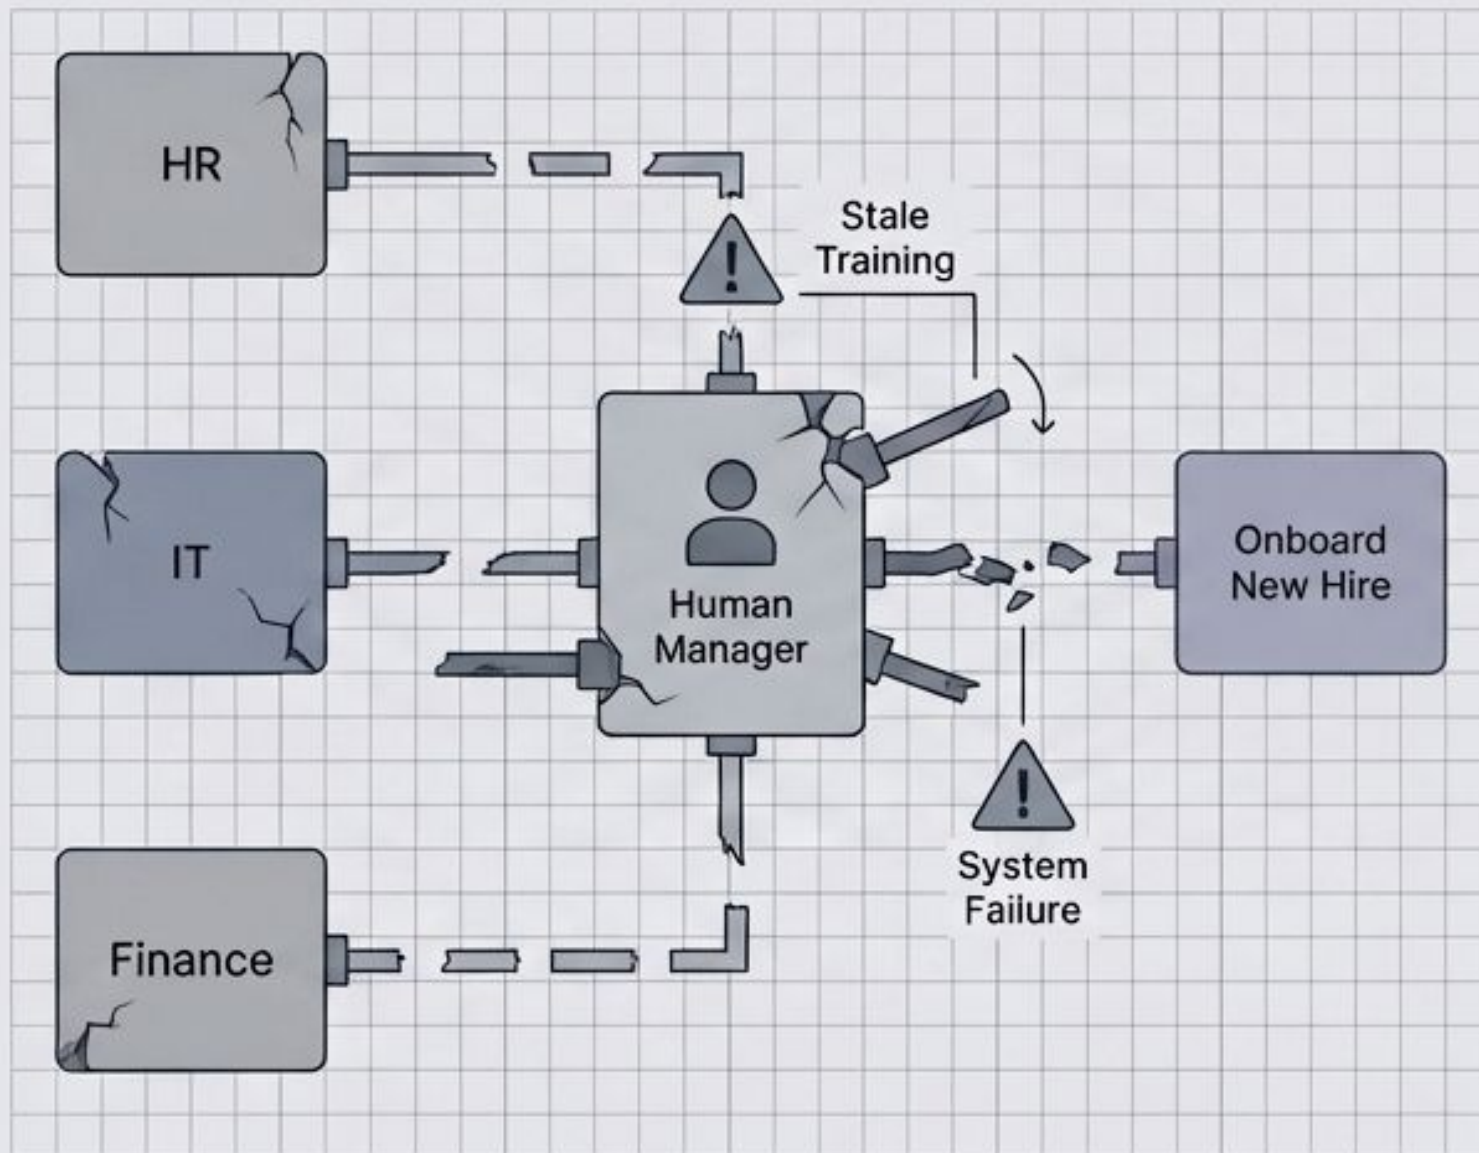 HR
!
Stale
Training
IT
Human
Manager
Onboard
New Hire
!
System
Failure
Finance